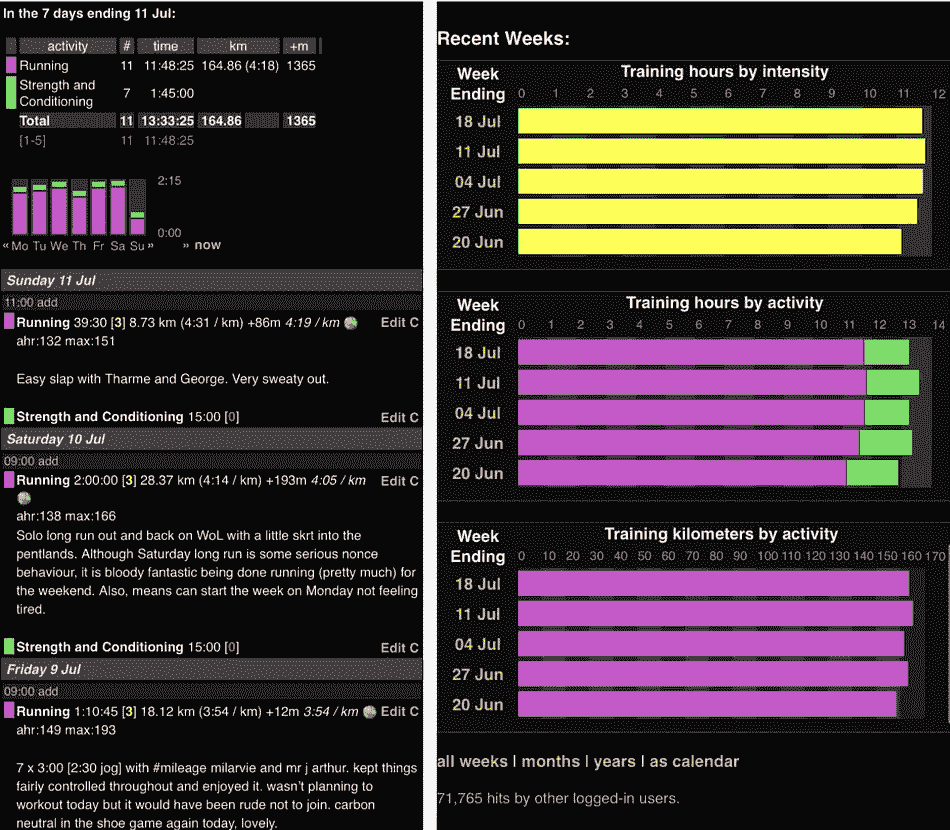 In the 7 days ending 11 Jul:
activity # time km +m
Running 11 11:48:25 164.86 (4:18) 1365
Strength and
Conditioning 7 1:45:00
Total 11 13:33:25 164.86 1365
[1-5] 11 11:48:25
2:15
0:00
« Mo Tu We Th Fr Sa Su » » now
Sunday 11 Jul
11:00 add
Running 39:30 [3] 8.73 km (4:31 / km) +86m 4:19 / km Edit C
ahr:132 max:151
Easy slap with Tharme and George. Very sweaty out.
Strength and Conditioning 15:00 [0] Edit C
Saturday 10 Jul
09:00 add
Running 2:00:00 [3] 28.37 km (4:14 / km) +193m 4:05 / km Edit C
ahr:138 max:166
Solo long run out and back on WoL with a little skrt into the
pentlands. Although Saturday long run is some serious nonce
behaviour, it is bloody fantastic being done running (pretty much) for
the weekend. Also, means can start the week on Monday not feeling
tired.
Strength and Conditioning 15:00 [0] Edit C
Friday 9 Jul
09:00 add
Running 1:10:45 [3] 18.12 km (3:54 / km) +12m 3:54 / km Edit C
ahr:149 max:193
7 x 3:00 [2:30 jog] with #mileage milarvie and mr j arthur. kept things
fairly controlled throughout and enjoyed it. wasn't planning to
workout today but it would have been rude not to join. carbon
neutral in the shoe game again today, lovely.
Recent Weeks:
Week
Ending
Training hours by intensity
0 1 2 3 4 5 6 7 8 9 10 11 12
18 Jul
11 Jul
04 Jul
27 Jun
20 Jun
Week
Ending
Training hours by activity
0 1 2 3 4 5 6 7 8 9 10 11 12 13 14
18 Jul
11 Jul
04 Jul
27 Jun
20 Jun
Week
Ending
Training kilometers by activity
0 10 20 30 40 50 60 70 80 90 100 110 120 130 140 150 160 170
18 Jul
11 Jul
04 Jul
27 Jun
20 Jun
all weeks | months | years | as calendar
71,765 hits by other logged-in users.